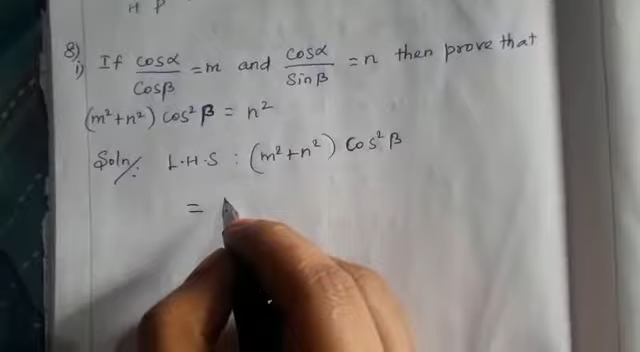 H P
8)
i) If cosα/cosβ = m and cosα/sinβ = n then prove that
(m²+n²) cos²β = n²
Soln/: L.H.S : (m²+n²) cos²β
=